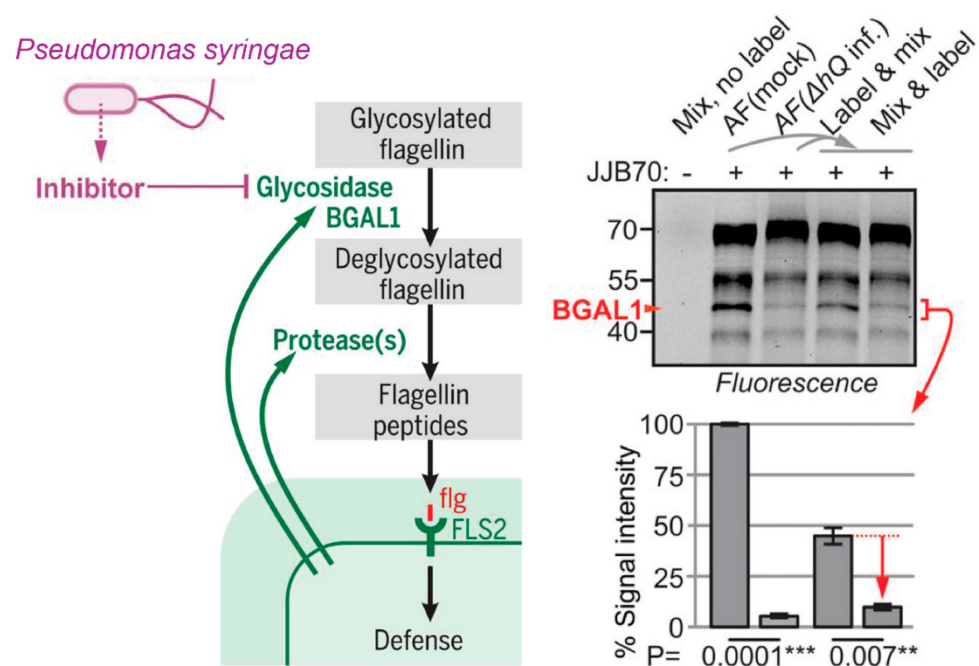 Pseudomonas syringae
Inhibitor
Glycosidase
BGAL1
Protease(s)
Glycosylated
flagellin
Deglycosylated
flagellin
Flagellin
peptides
flg
FLS2
Defense
Mix, no label
AF(mock)
AF(ΔhQ inf.)
Label & mix
Mix & label
JJB70: - + + + +
70
55
BGAL1
40
Fluorescence
% Signal intensity
100
75
50
25
0
P= 0.0001*** 0.007**